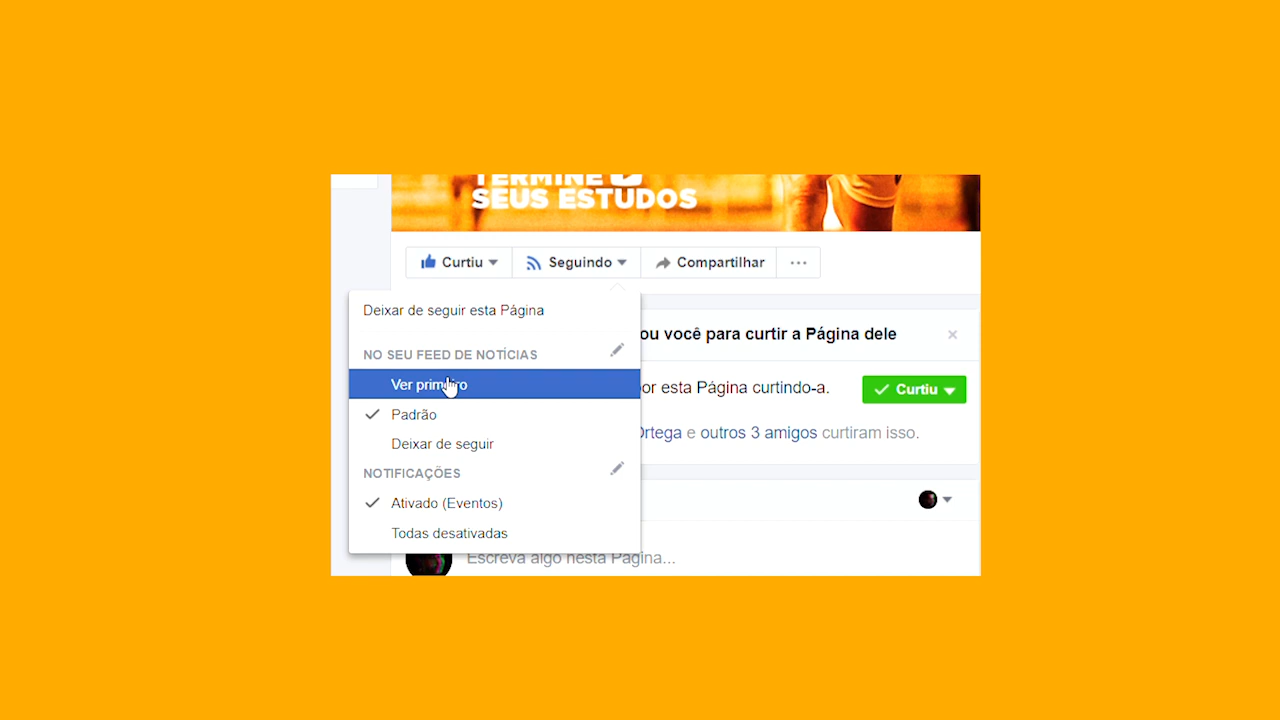 TERMINE
SEUS ESTUDOS
Curtiu
Seguindo
Compartilhar
Deixar de seguir esta Página
NO SEU FEED DE NOTÍCIAS
Ver primeiro
Padrão
Deixar de seguir
NOTIFICAÇÕES
Ativado (Eventos)
Todas desativadas
ou você para curtir a Página dele
or esta Página curtindo-a.
Curtiu
Ortega e outros 3 amigos curtiram isso.
Escreva algo nesta Página...